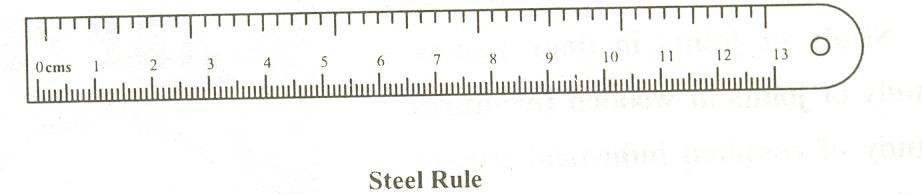 0cms 1 2 3 4 5 6 7 8 9 10 11 12 13
Steel Rule